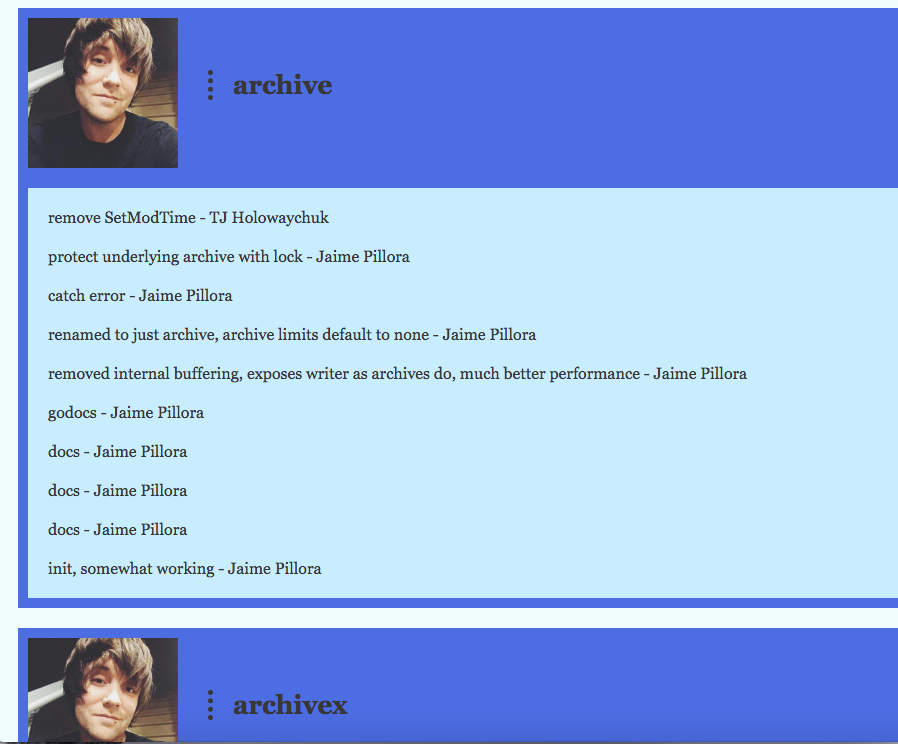 archive
remove SetModTime - TJ Holowaychuk
protect underlying archive with lock - Jaime Pillora
catch error - Jaime Pillora
renamed to just archive, archive limits default to none - Jaime Pillora
removed internal buffering, exposes writer as archives do, much better performance - Jaime Pillora
godocs - Jaime Pillora
docs - Jaime Pillora
docs - Jaime Pillora
docs - Jaime Pillora
init, somewhat working - Jaime Pillora
archivex